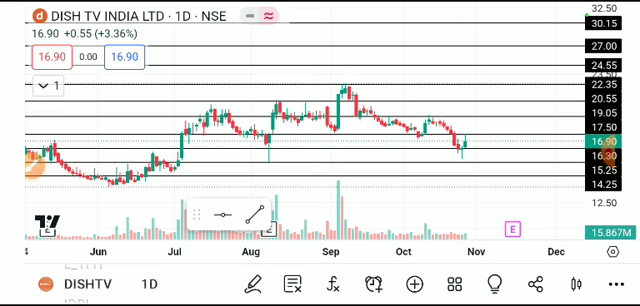 DISH TV INDIA LTD · 1D · NSE
16.90 +0.55 (+3.36%)
16.90 0.00 16.90
1
32.50
30.15
27.00
24.55
22.35
20.55
19.05
17.50
16.90
16.30
15.25
14.25
12.50
15.867M
E
E
E
4 Jun Jul Aug Sep Oct Nov Dec
DISHTV 1D